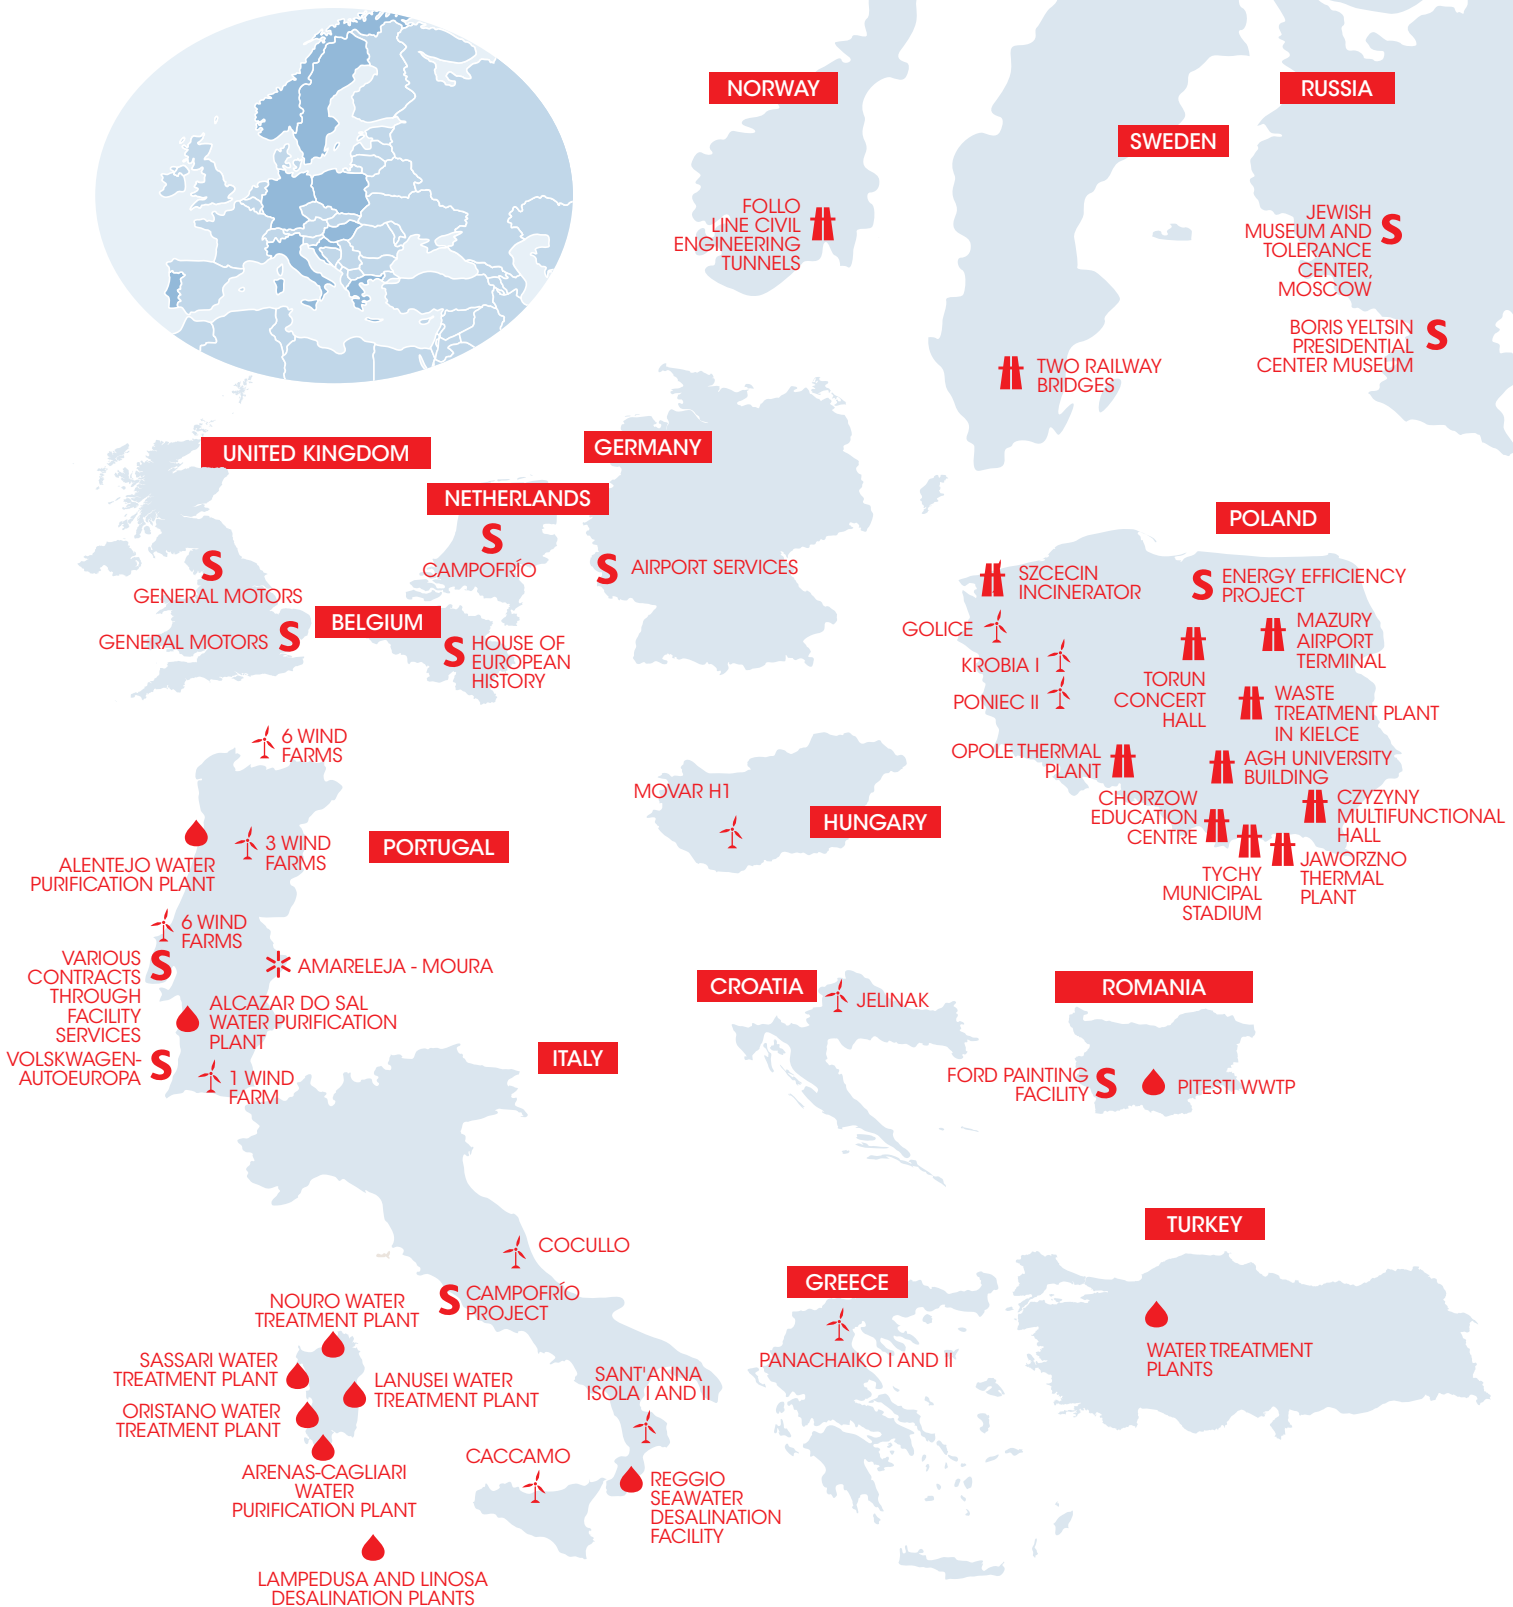 NORWAY
FOLLO
LINE CIVIL
ENGINEERING
TUNNELS
SWEDEN
TWO RAILWAY
BRIDGES
RUSSIA
JEWISH
MUSEUM AND
TOLERANCE
CENTER,
MOSCOW
BORIS YELTSIN
PRESIDENTIAL
CENTER MUSEUM
UNITED KINGDOM
GENERAL MOTORS
GENERAL MOTORS
NETHERLANDS
CAMPOFRÍO
BELGIUM
HOUSE OF
EUROPEAN
HISTORY
GERMANY
AIRPORT SERVICES
POLAND
SZCECIN
INCINERATOR
GOLICE
KROBIA I
PONIEC II
ENERGY EFFICIENCY
PROJECT
MAZURY
AIRPORT
TERMINAL
TORUN
CONCERT
HALL
WASTE
TREATMENT PLANT
IN KIELCE
OPOLE THERMAL
PLANT
AGH UNIVERSITY
BUILDING
CHORZOW
EDUCATION
CENTRE
CZYZYNY
MULTIFUNCTIONAL
HALL
TYCHY
MUNICIPAL
STADIUM
JAWORZNO
THERMAL
PLANT
6 WIND
FARMS
ALENTEJO WATER
PURIFICATION PLANT
3 WIND
FARMS
PORTUGAL
6 WIND
FARMS
VARIOUS
CONTRACTS
THROUGH
FACILITY
SERVICES
AMARELEJA - MOURA
ALCAZAR DO SAL
WATER PURIFICATION
PLANT
VOLSKWAGEN-
AUTOEUROPA
1 WIND
FARM
MOVAR H1
HUNGARY
CROATIA
JELINAK
ROMANIA
FORD PAINTING
FACILITY
PITESTI WWTP
ITALY
COCULLO
CAMPOFRÍO
PROJECT
NOURO WATER
TREATMENT PLANT
SASSARI WATER
TREATMENT PLANT
LANUSEI WATER
TREATMENT PLANT
ORISTANO WATER
TREATMENT PLANT
ARENAS-CAGLIARI
WATER
PURIFICATION PLANT
LAMPEDUSA AND LINOSA
DESALINATION PLANTS
SANT'ANNA
ISOLA I AND II
CACCAMO
REGGIO
SEAWATER
DESALINATION
FACILITY
GREECE
PANACHAIKO I AND II
TURKEY
WATER TREATMENT
PLANTS